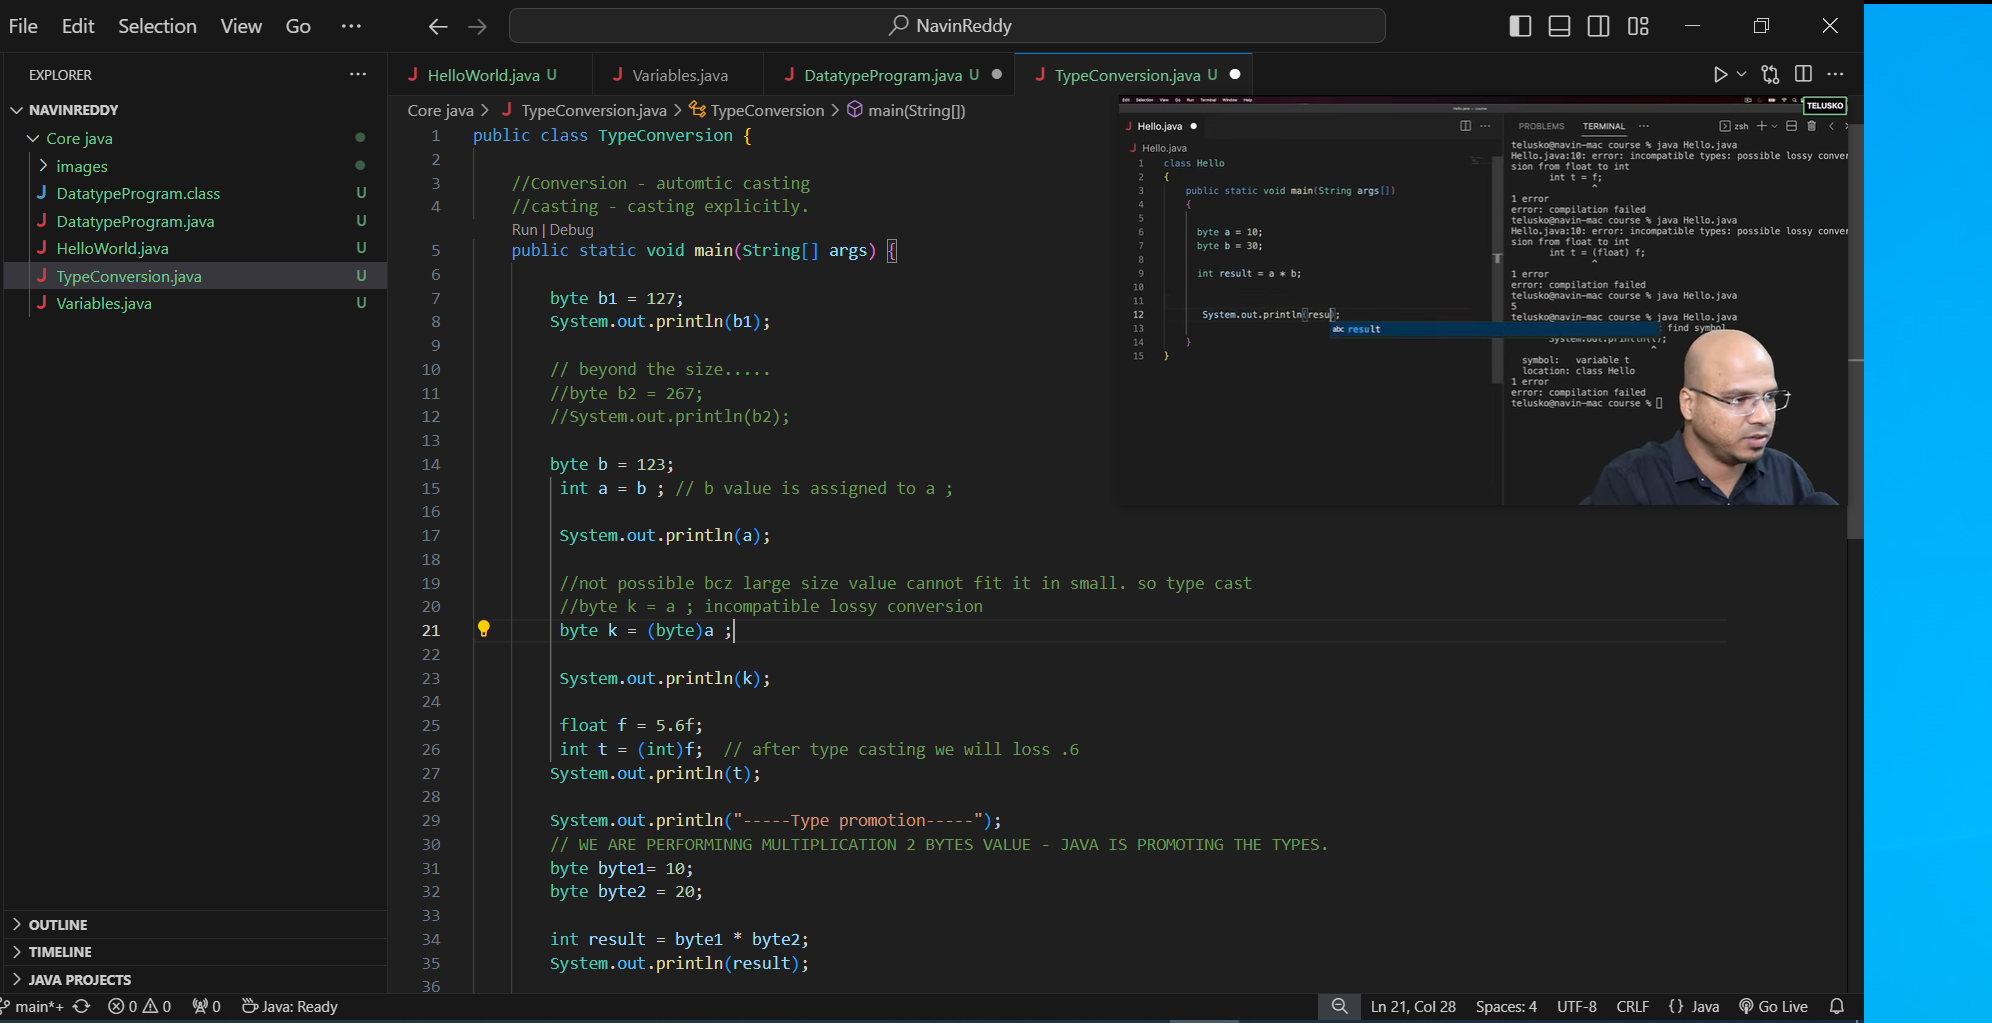 File Edit Selection View Go ··· NavinReddy
EXPLORER ···
NAVINREDDY
Core java
images
DatatypeProgram.class U
DatatypeProgram.java U
HelloWorld.java U
TypeConversion.java U
Variables.java U
OUTLINE
TIMELINE
JAVA PROJECTS
HelloWorld.java U Variables.java DatatypeProgram.java U TypeConversion.java U
Core java > TypeConversion.java > TypeConversion > main(String[])
1 public class TypeConversion {
2
3 //Conversion - automtic casting
4 //casting - casting explicitly.
Run | Debug
5 public static void main(String[] args) {
6
7 byte b1 = 127;
8 System.out.println(b1);
9
10 // beyond the size.....
11 //byte b2 = 267;
12 //System.out.println(b2);
13
14 byte b = 123;
15 int a = b ; // b value is assigned to a ;
16
17 System.out.println(a);
18
19 //not possible bcz large size value cannot fit it in small. so type cast
20 //byte k = a ; incompatible lossy conversion
21 byte k = (byte)a ;
22
23 System.out.println(k);
24
25 float f = 5.6f;
26 int t = (int)f; // after type casting we will loss .6
27 System.out.println(t);
28
29 System.out.println("-----Type promotion-----");
30 // WE ARE PERFORMINNG MULTIPLICATION 2 BYTES VALUE - JAVA IS PROMOTING THE TYPES.
31 byte byte1= 10;
32 byte byte2 = 20;
33
34 int result = byte1 * byte2;
35 System.out.println(result);
36
TELUSKO
Hello.java
Hello.java
1 class Hello
2 {
3 public static void main(String args[])
4 {
5
6 byte a = 10;
7 byte b = 30;
8
9 int result = a * b;
10
11
12 System.out.println(resu);
abc result
13
14 }
15 }
PROBLEMS TERMINAL ··· zsh
telusko@navin-mac course % java Hello.java
Hello.java:10: error: incompatible types: possible lossy conver
sion from float to int
int t = f;
^
1 error
error: compilation failed
telusko@navin-mac course % java Hello.java
Hello.java:10: error: incompatible types: possible lossy conver
sion from float to int
int t = (float) f;
^
1 error
error: compilation failed
telusko@navin-mac course % java Hello.java
5
telusko@navin-mac course % java Hello.java
find symbol
System.out.println(t);
^
symbol: variable t
location: class Hello
1 error
error: compilation failed
telusko@navin-mac course %
main*+ 0 0 0 Java: Ready Ln 21, Col 28 Spaces: 4 UTF-8 CRLF {} Java Go Live